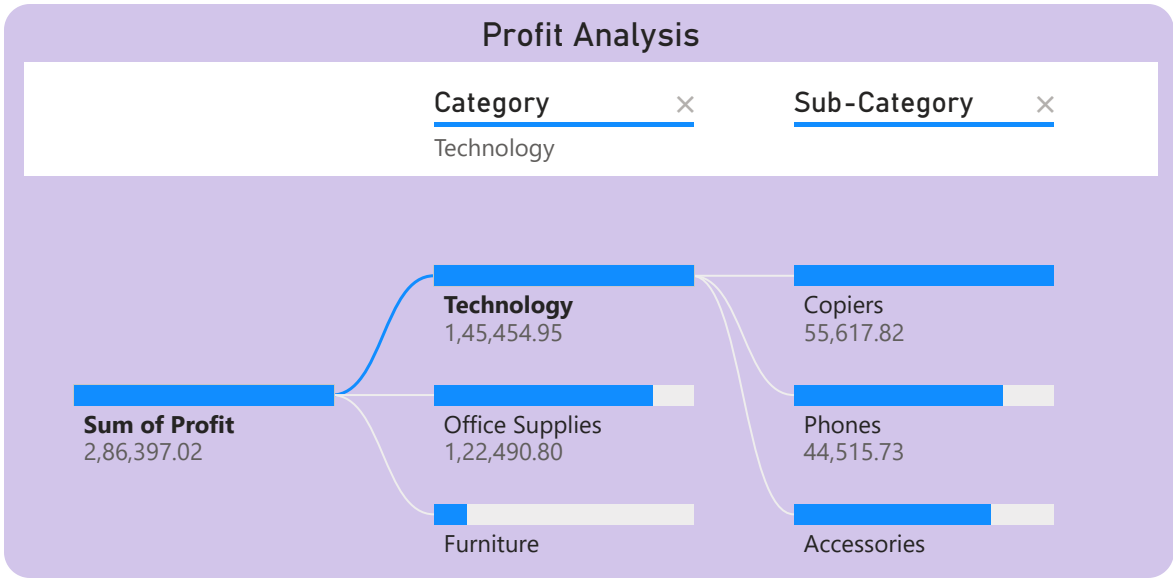 Profit Analysis
Category ×
Sub-Category ×
Technology
Sum of Profit
2,86,397.02
Technology
1,45,454.95
Office Supplies
1,22,490.80
Furniture
Copiers
55,617.82
Phones
44,515.73
Accessories